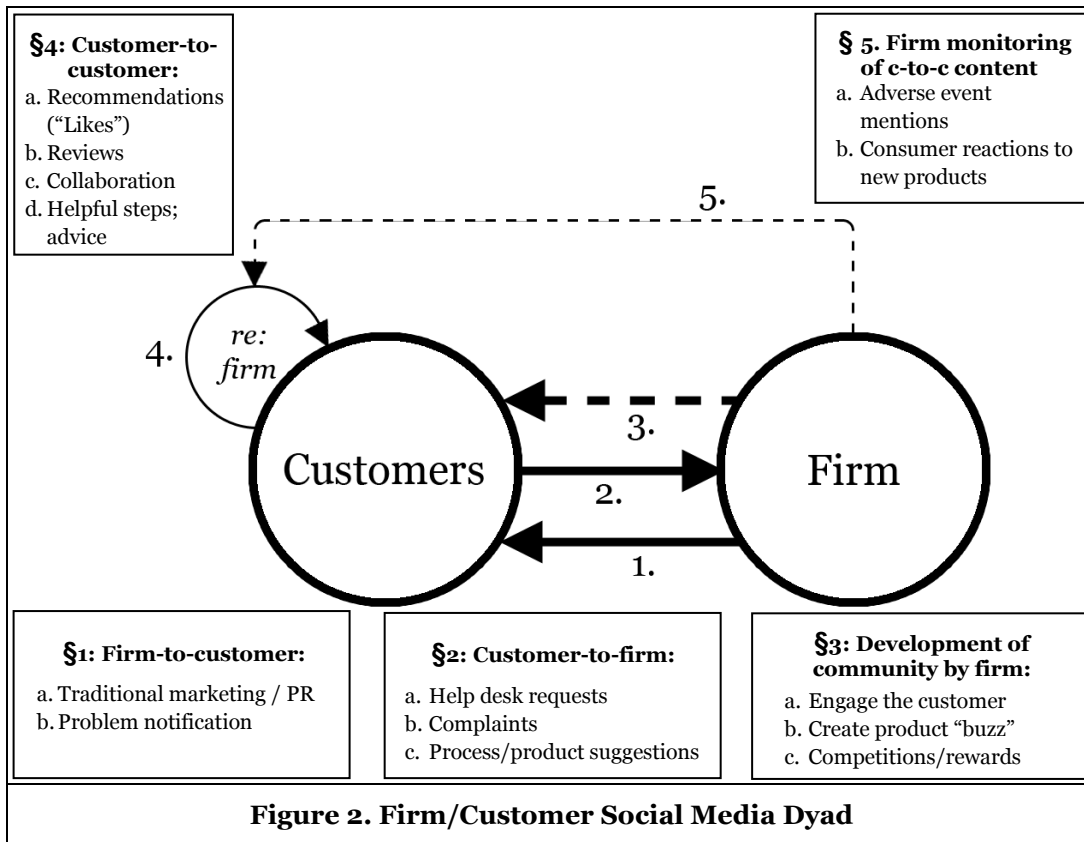 §4: Customer-to-
customer:
a. Recommendations
(“Likes”)
b. Reviews
c. Collaboration
d. Helpful steps;
advice
§ 5. Firm monitoring
of c-to-c content
a. Adverse event
mentions
b. Consumer reactions to
new products
5.
4.
re:
firm
Customers
3.
2.
1.
Firm
§1: Firm-to-customer:
a. Traditional marketing / PR
b. Problem notification
§2: Customer-to-firm:
a. Help desk requests
b. Complaints
c. Process/product suggestions
§3: Development of
community by firm:
a. Engage the customer
b. Create product “buzz”
c. Competitions/rewards
Figure 2. Firm/Customer Social Media Dyad